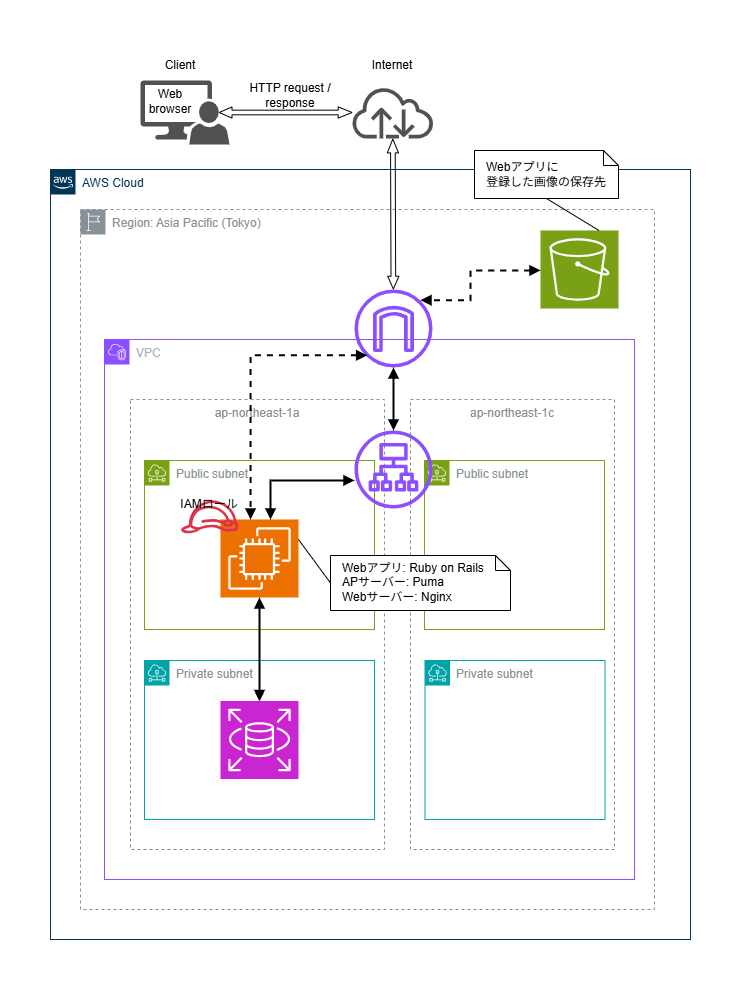 Client
Internet
Web
browser
HTTP request /
response
Webアプリに
登録した画像の保存先
aws
AWS Cloud
Region: Asia Pacific (Tokyo)
VPC
ap-northeast-1a
ap-northeast-1c
Public subnet
Public subnet
IAMロール
Webアプリ: Ruby on Rails
APサーバー: Puma
Webサーバー: Nginx
Private subnet
Private subnet